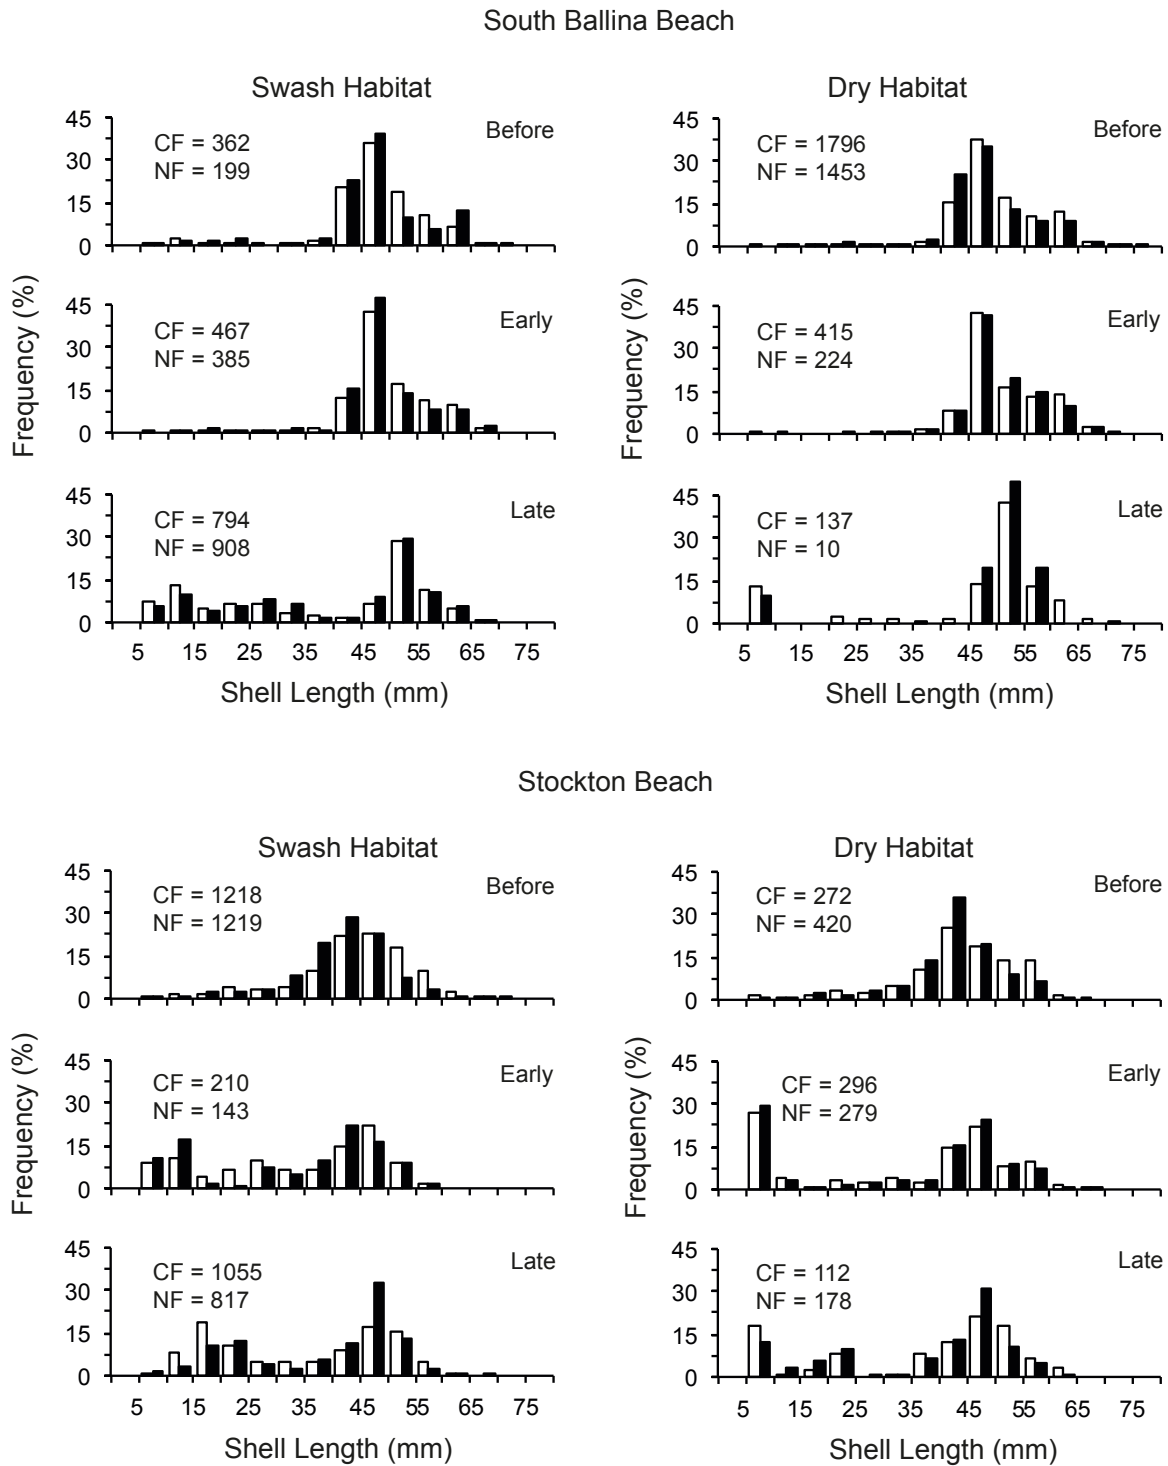 South Ballina Beach
Swash Habitat
Dry Habitat
45
30
15
0
CF = 362
NF = 199
Before
45
30
15
0
CF = 1796
NF = 1453
Before
Frequency (%)
45
30
15
0
CF = 467
NF = 385
Early
Frequency (%)
45
30
15
0
CF = 415
NF = 224
Early
45
30
15
0
CF = 794
NF = 908
Late
45
30
15
0
CF = 137
NF = 10
Late
5 15 25 35 45 55 65 75
Shell Length (mm)
5 15 25 35 45 55 65 75
Shell Length (mm)
Stockton Beach
Swash Habitat
Dry Habitat
45
30
15
0
CF = 1218
NF = 1219
Before
45
30
15
0
CF = 272
NF = 420
Before
Frequency (%)
45
30
15
0
CF = 210
NF = 143
Early
Frequency (%)
45
30
15
0
CF = 296
NF = 279
Early
45
30
15
0
CF = 1055
NF = 817
Late
45
30
15
0
CF = 112
NF = 178
Late
5 15 25 35 45 55 65 75
Shell Length (mm)
5 15 25 35 45 55 65 75
Shell Length (mm)